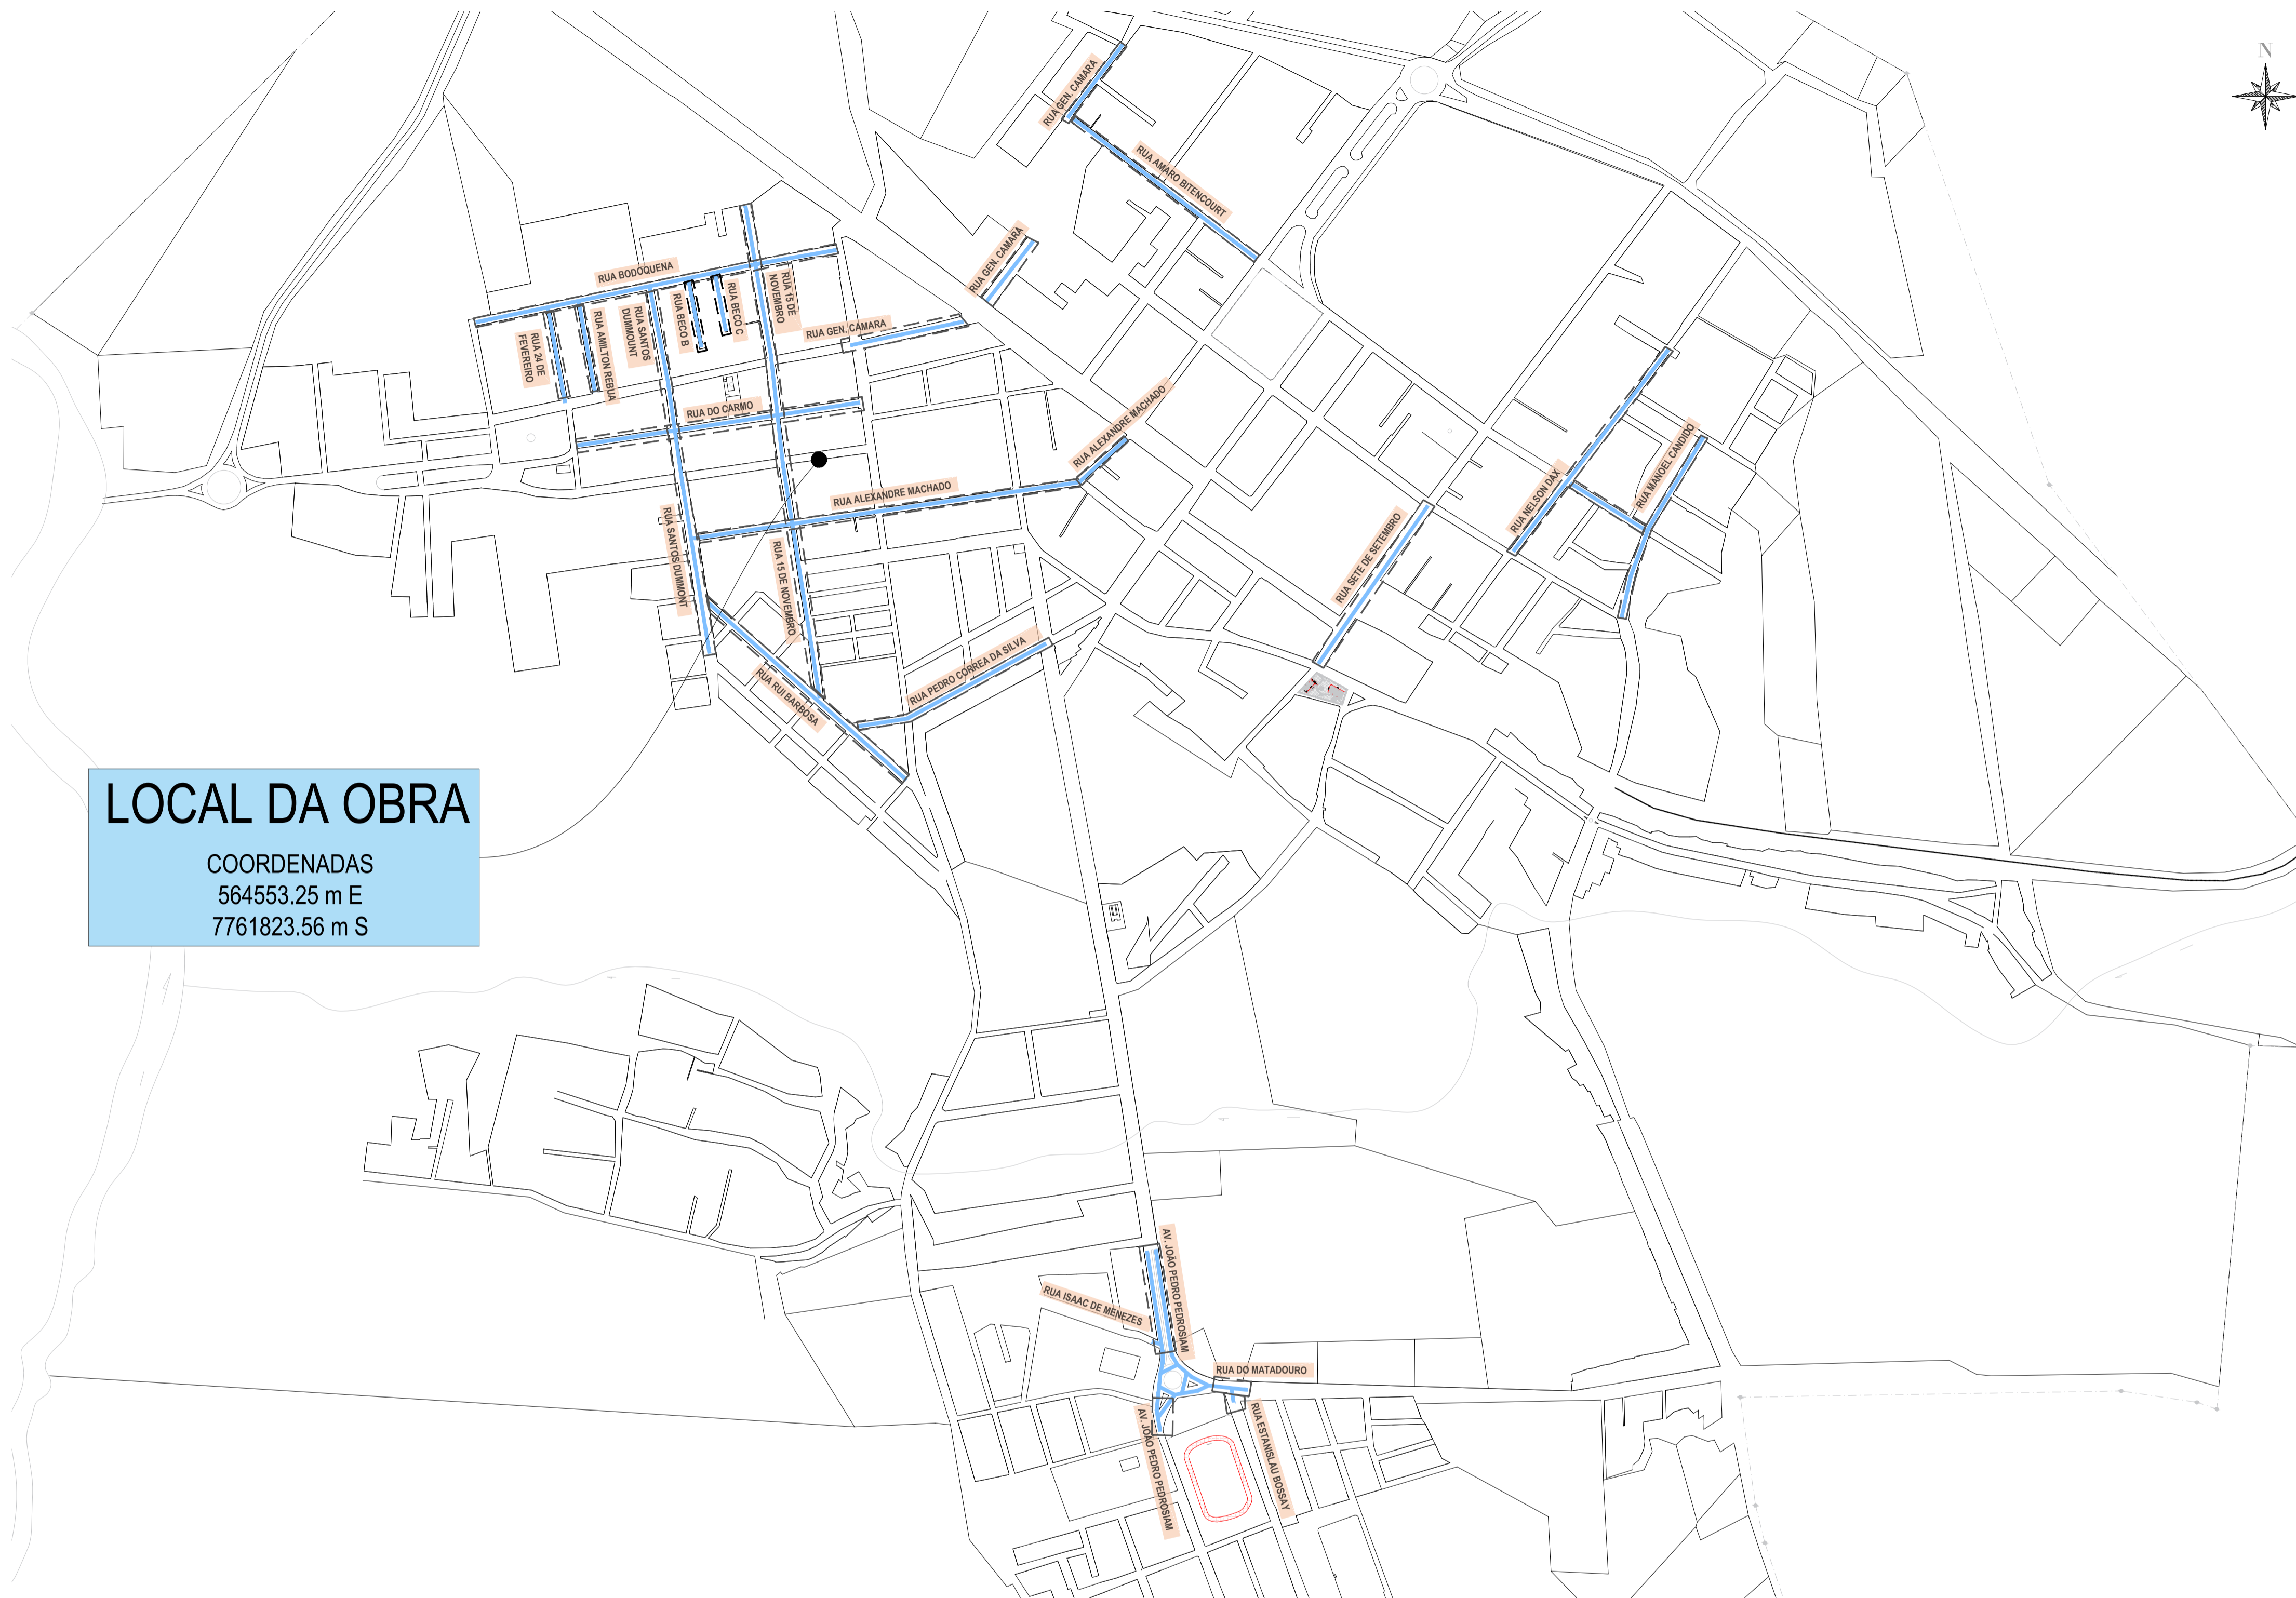 N
RUA GEN. CAMARA
RUA AMARO BITENCOURT
RUA GEN. CAMARA
RUA BODOQUENA
RUA 15 DE
NOVEMBRO
RUA BECO C
RUA BECO B
RUA SANTOS
DUMMOUNT
RUA AMILTON REBUA
RUA 24 DE
FEVEREIRO
RUA GEN. CAMARA
RUA DO CARMO
RUA ALEXANDRE MACHADO
RUA ALEXANDRE MACHADO
RUA MANOEL CANDIDO
RUA NELSON DAX
RUA SETE DE SETEMBRO
RUA SANTOS DUMMONT
RUA 15 DE NOVEMBRO
RUA PEDRO CORREA DA SILVA
RUA RUI BARBOSA
LOCAL DA OBRA
COORDENADAS
564553.25 m E
7761823.56 m S
AV. JOÃO PEDRO PEDROSIAM
RUA ISAAC DE MENEZES
RUA DO MATADOURO
AV. JOÃO PEDRO PEDROSIAM
RUA ESTANISLAU BOSSAY